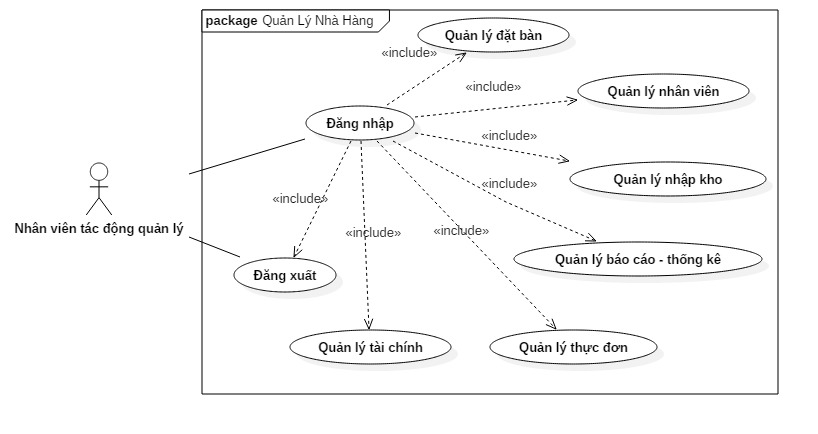 package Quản Lý Nhà Hàng
Quản lý đặt bàn
«include»
«include»
Quản lý nhân viên
Đăng nhập
«include»
Quản lý nhập kho
«include»
«include»
Nhân viên tác động quản lý
«include»
«include»
Quản lý báo cáo - thống kê
Đăng xuất
Quản lý tài chính
Quản lý thực đơn